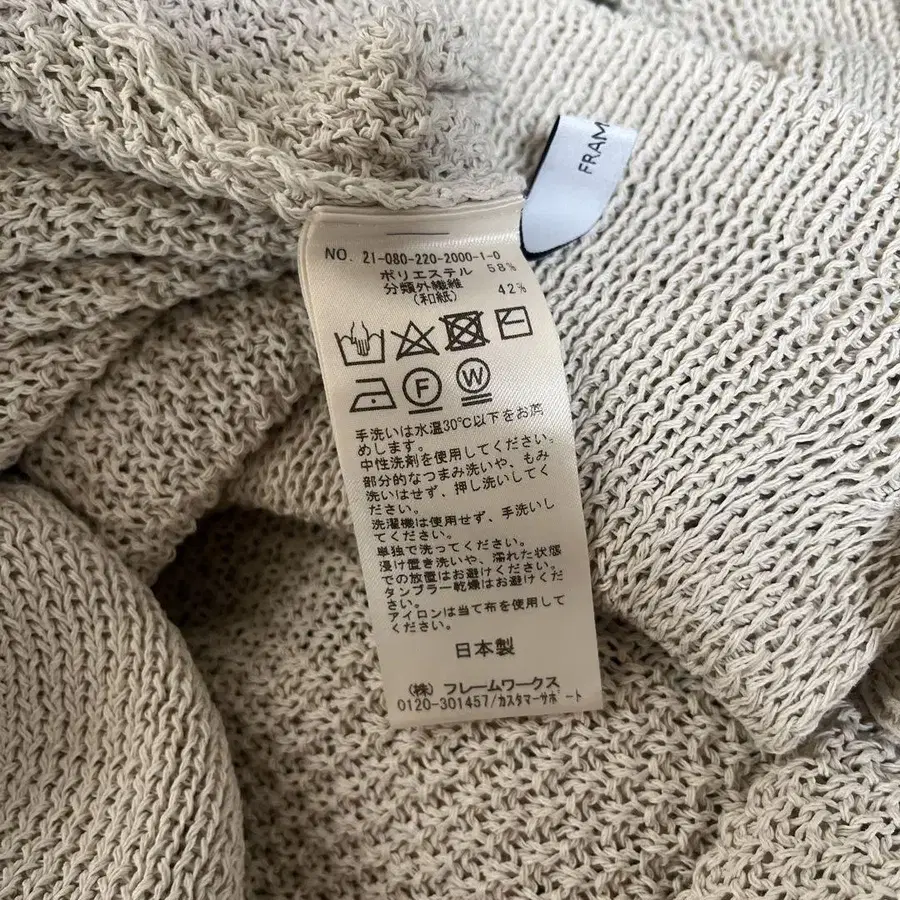 FRAM
NO. 21-080-220-2000-1-0
ポリエステル 58%
分類外繊維
(和紙) 42%
F W
手洗いは水温30℃以下をお薦
めします。
中性洗剤を使用してください。
部分的なつまみ洗いや、もみ
洗いはせず、押し洗いしてく
ださい。
洗濯機は使用せず、手洗いし
てください。
単独で洗ってください。
浸け置き洗いや、濡れた状態
での放置はお避けください。
タンブラー乾燥はお避けくだ
さい。
アイロンは当て布を使用して
ください。
日本製
(株) フレームワークス
0120-301457/カスタマーサポート